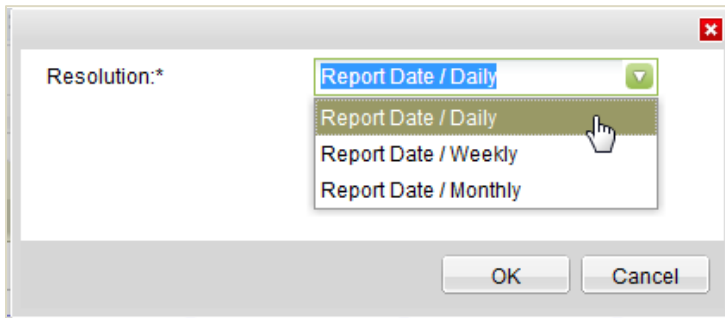 Resolution:* Report Date / Daily
Report Date / Daily
Report Date / Weekly
Report Date / Monthly
OK Cancel